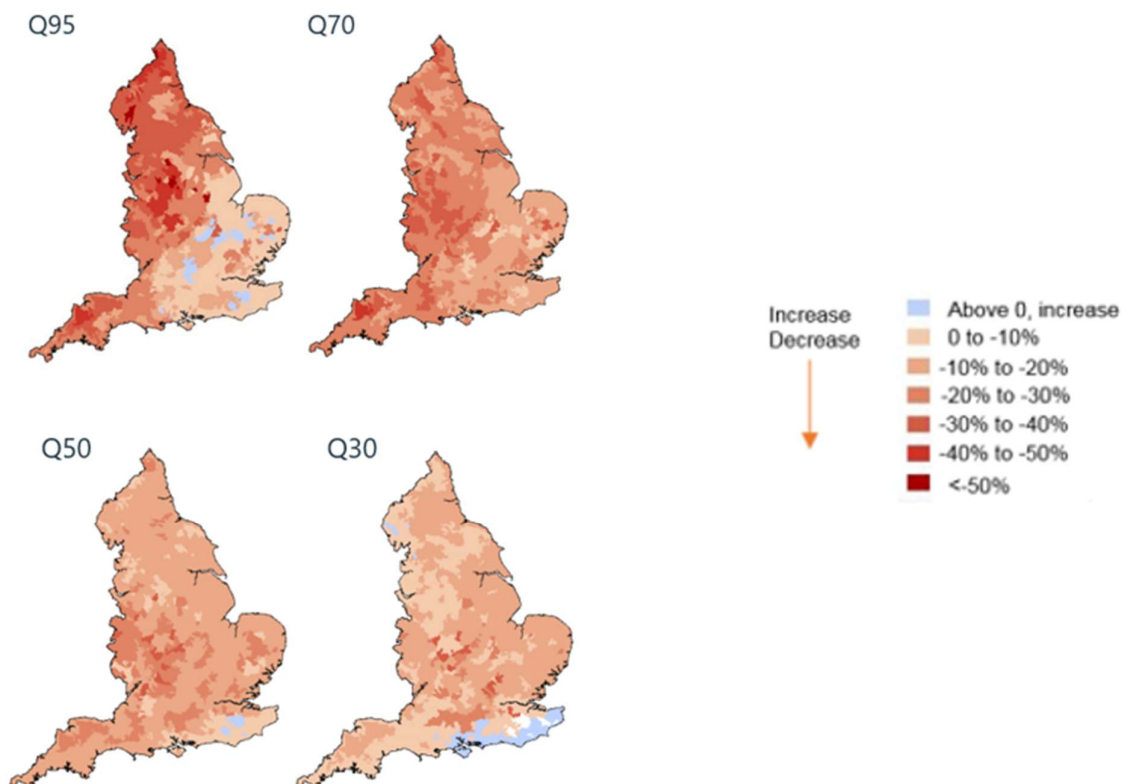 Q95
Q70
Q50
Q30
Increase
Decrease
Above 0, increase
0 to -10%
-10% to -20%
-20% to -30%
-30% to -40%
-40% to -50%
<-50%